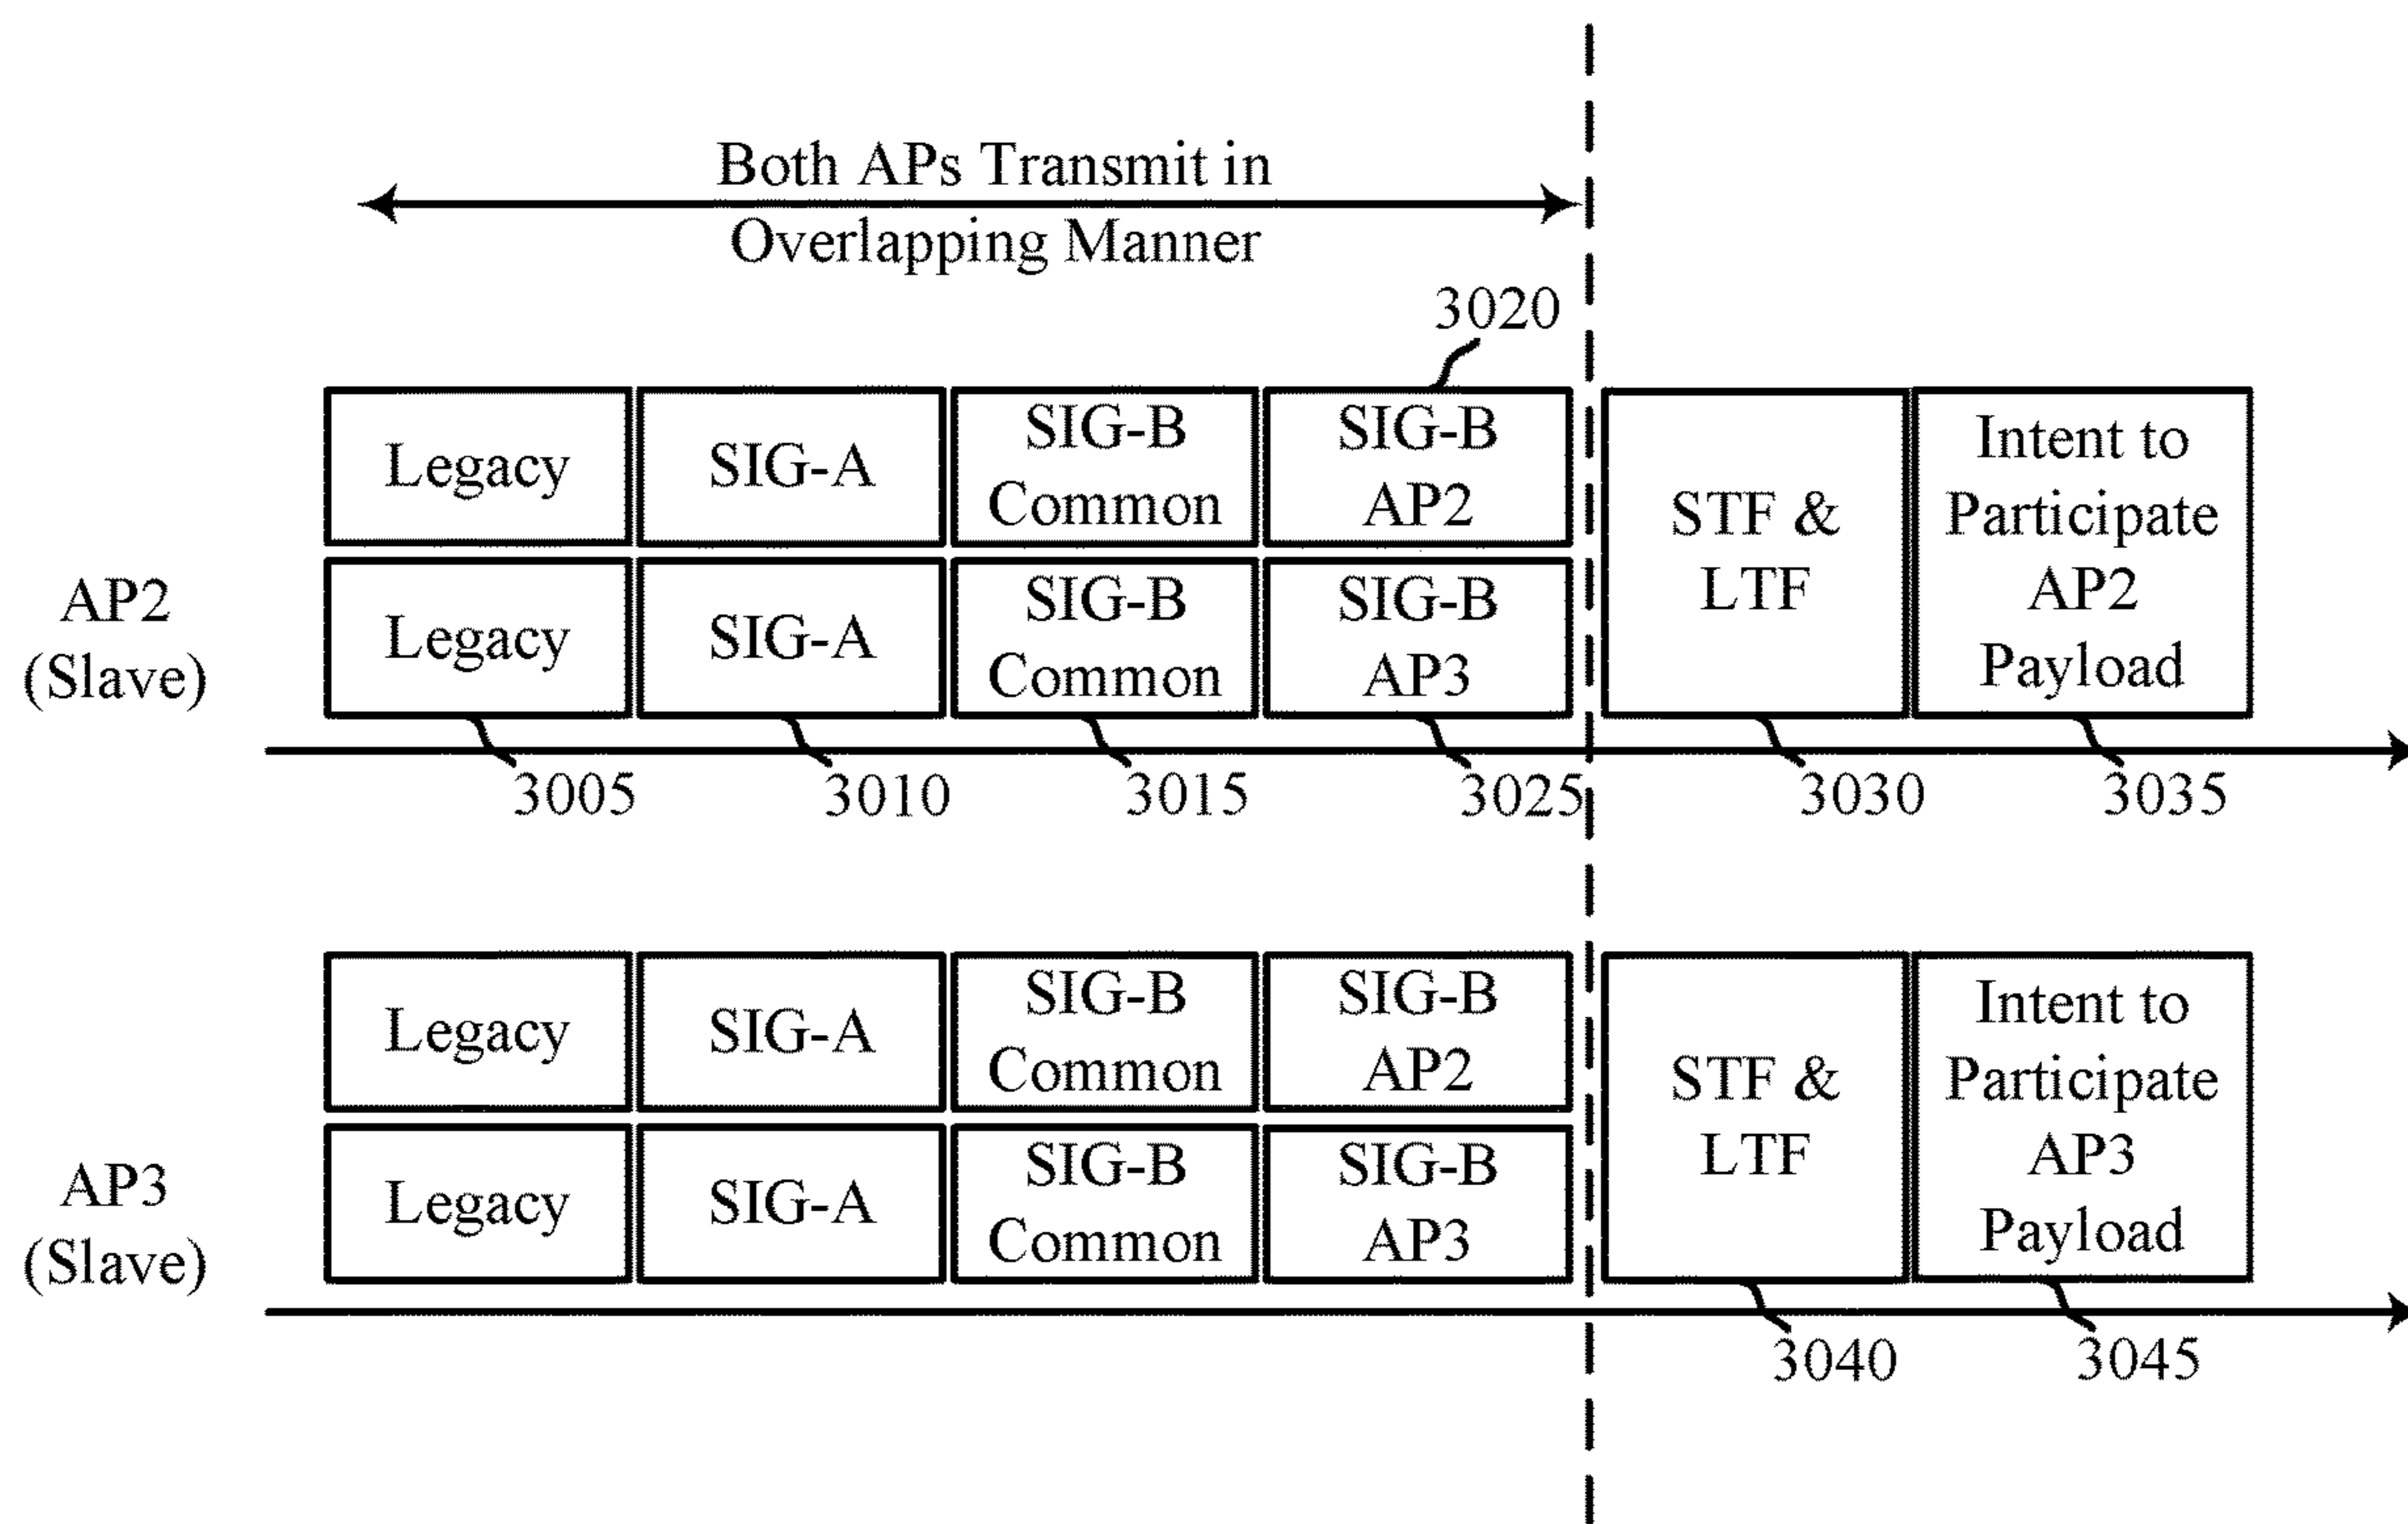 Both APs Transmit in
Overlapping Manner
3020
Legacy
SIG-A
SIG-B
Common
SIG-B
AP2
STF &
LTF
Intent to
Participate
AP2
Payload
AP2
(Slave)
Legacy
SIG-A
SIG-B
Common
SIG-B
AP3
3005
3010
3015
3025
3030
3035
Legacy
SIG-A
SIG-B
Common
SIG-B
AP2
STF &
LTF
Intent to
Participate
AP3
Payload
AP3
(Slave)
Legacy
SIG-A
SIG-B
Common
SIG-B
AP3
3040
3045